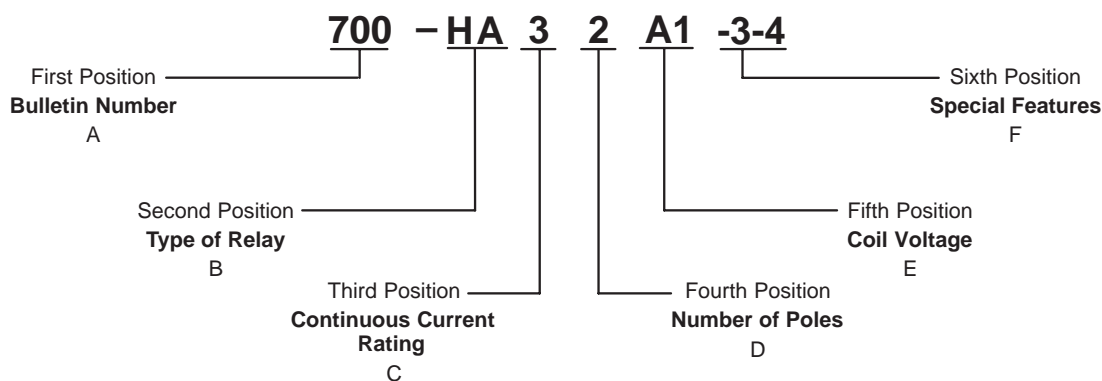 700 – HA 3 2 A1 -3-4
First Position
Bulletin Number
A
Sixth Position
Special Features
F
Second Position
Type of Relay
B
Fifth Position
Coil Voltage
E
Third Position
Continuous Current
Rating
C
Fourth Position
Number of Poles
D